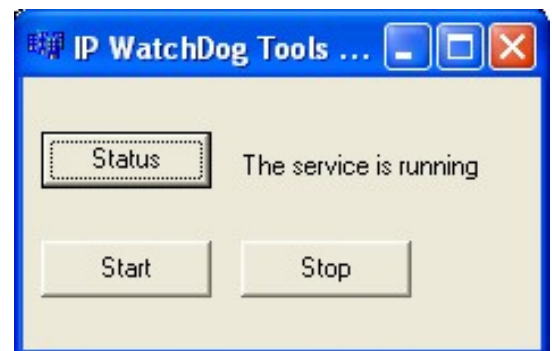 IP WatchDog Tools ...
Status
The service is running
Start
Stop